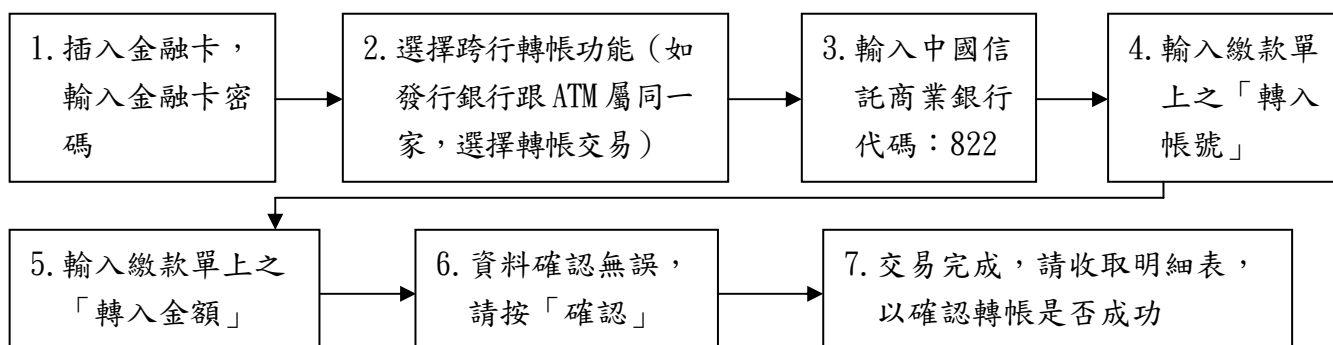 1.插入金融卡，
輸入金融卡密
碼
2.選擇跨行轉帳功能（如
發行銀行跟 ATM 屬同一
家，選擇轉帳交易）
3.輸入中國信
託商業銀行
代碼：822
4.輸入繳款單
上之「轉入
帳號」
5.輸入繳款單上之
「轉入金額」
6.資料確認無誤，
請按「確認」
7.交易完成，請收取明細表，
以確認轉帳是否成功